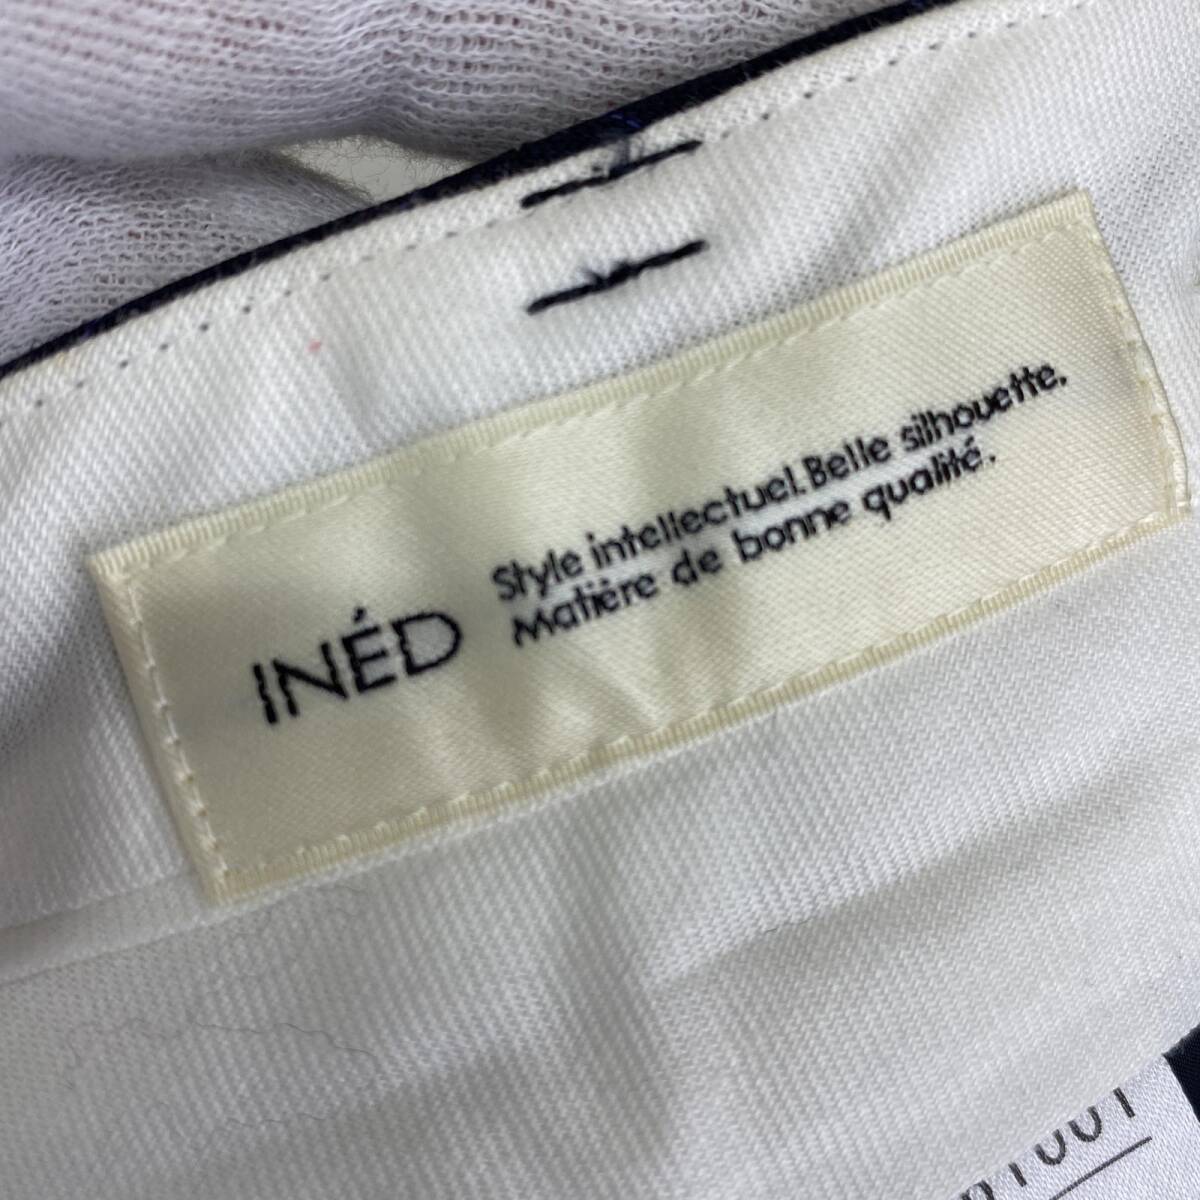 INÉD
Style intellectuel. Belle silhouette.
Matière de bonne qualité.